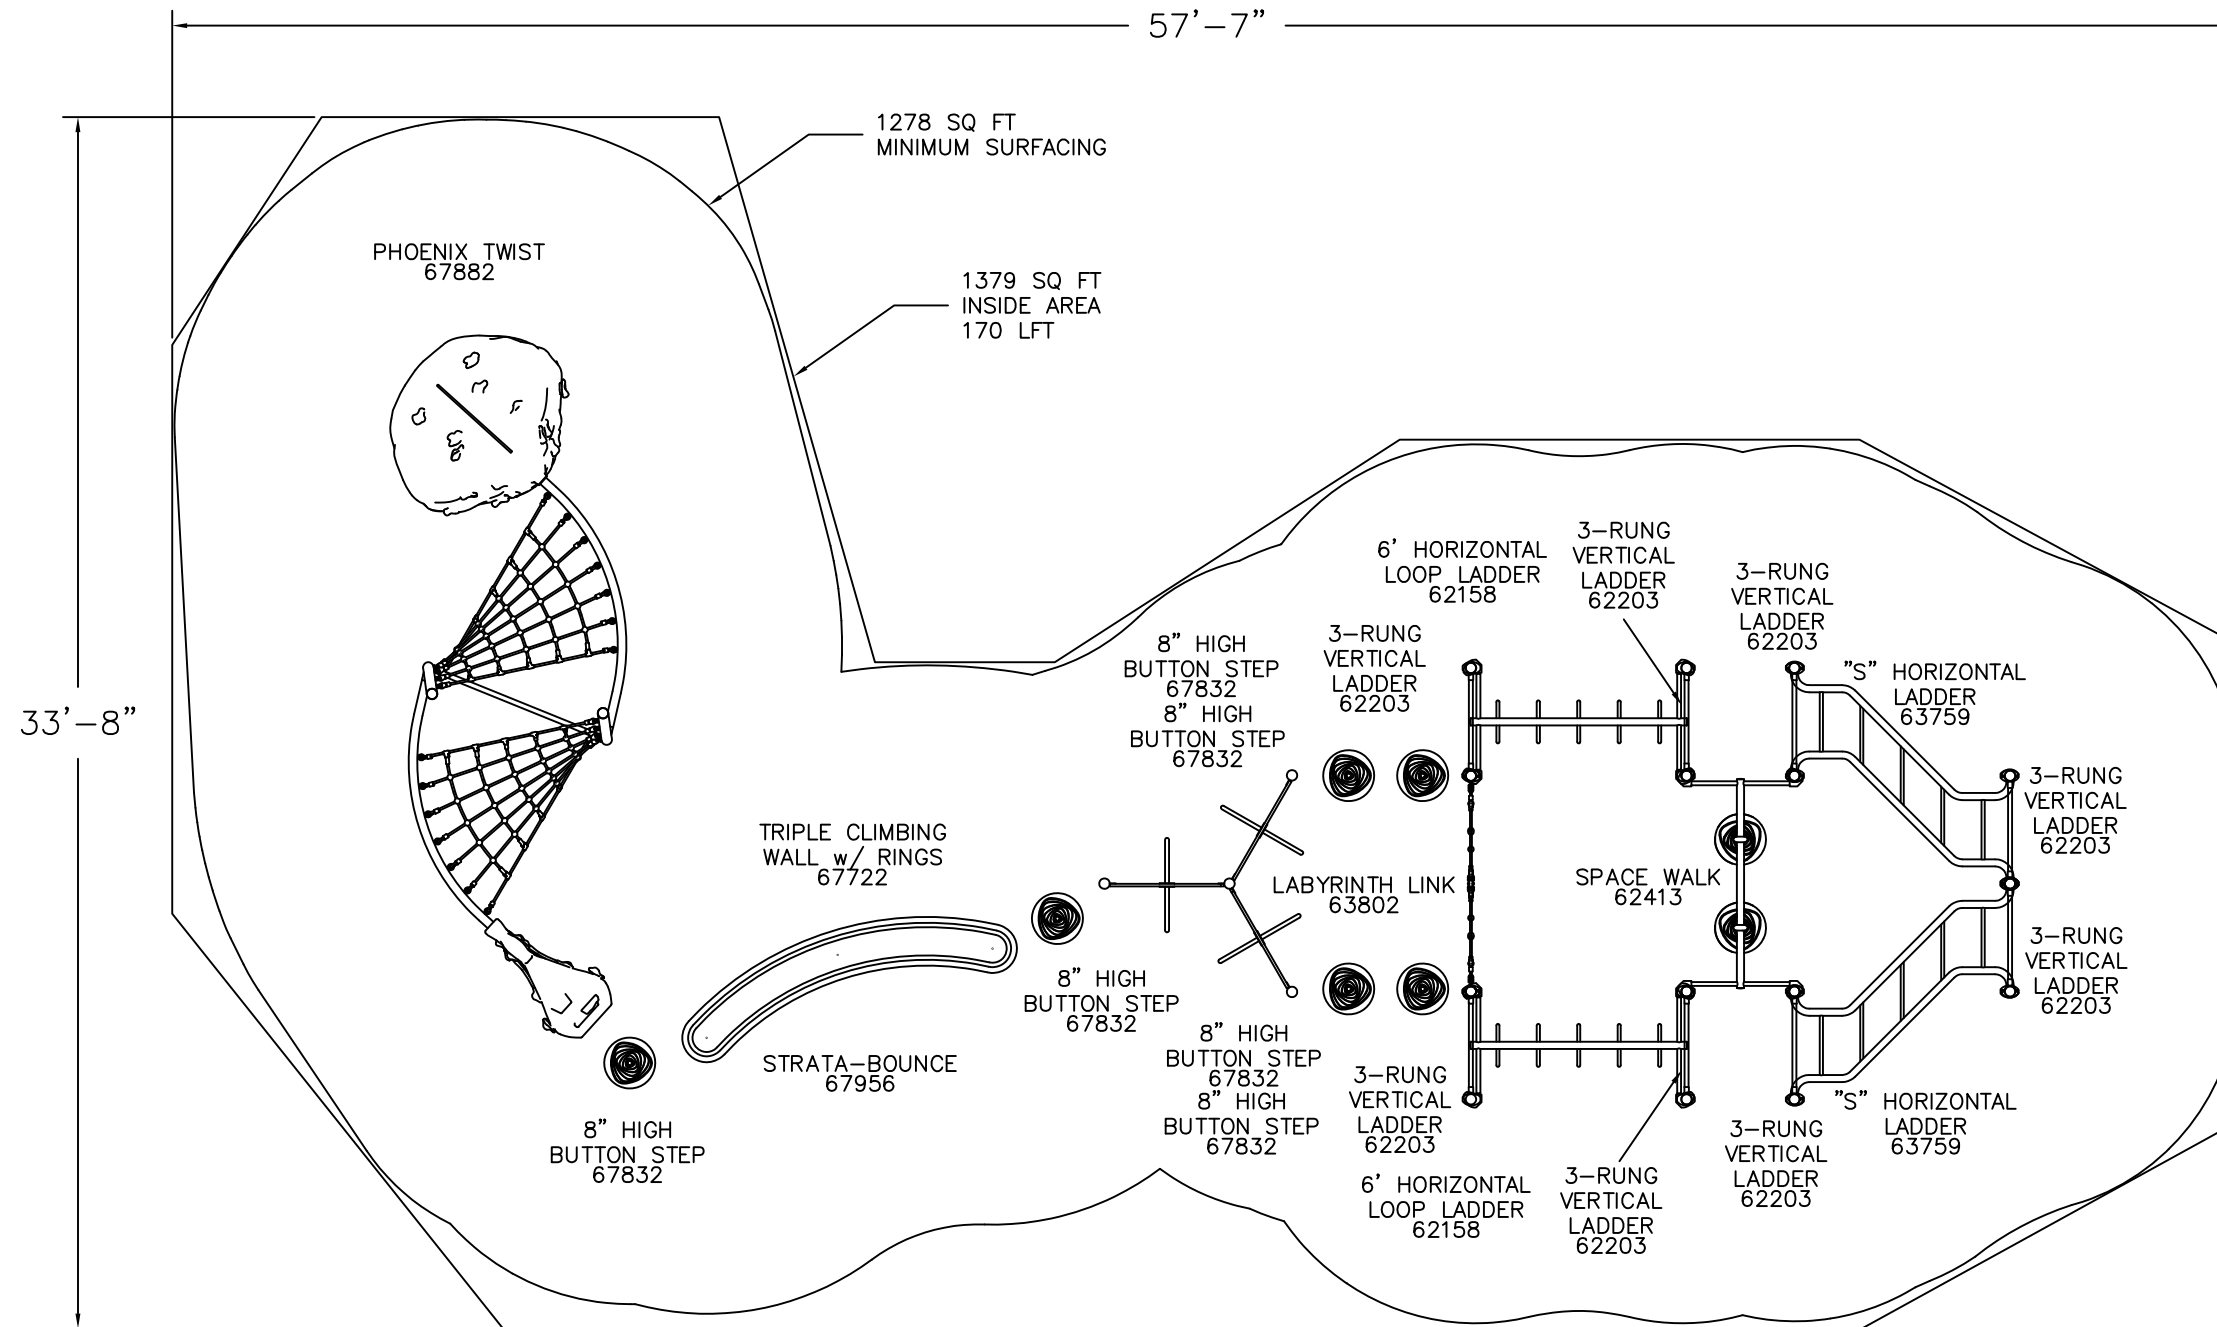 57’-7”
1278 SQ FT
MINIMUM SURFACING
PHOENIX TWIST
67882
1379 SQ FT
INSIDE AREA
170 LFT
33’-8”
6’ HORIZONTAL
LOOP LADDER
62158
3-RUNG
VERTICAL
LADDER
62203
3-RUNG
VERTICAL
LADDER
62203
8” HIGH
BUTTON STEP
67832
8” HIGH
BUTTON STEP
67832
3-RUNG
VERTICAL
LADDER
62203
”S” HORIZONTAL
LADDER
63759
3-RUNG
VERTICAL
LADDER
62203
TRIPLE CLIMBING
WALL w/ RINGS
67722
LABYRINTH LINK
63802
SPACE WALK
62413
3-RUNG
VERTICAL
LADDER
62203
8” HIGH
BUTTON STEP
67832
STRATA-BOUNCE
67956
8” HIGH
BUTTON STEP
67832
8” HIGH
BUTTON STEP
67832
8” HIGH
BUTTON STEP
67832
3-RUNG
VERTICAL
LADDER
62203
6’ HORIZONTAL
LOOP LADDER
62158
3-RUNG
VERTICAL
LADDER
62203
3-RUNG
VERTICAL
LADDER
62203
”S” HORIZONTAL
LADDER
63759